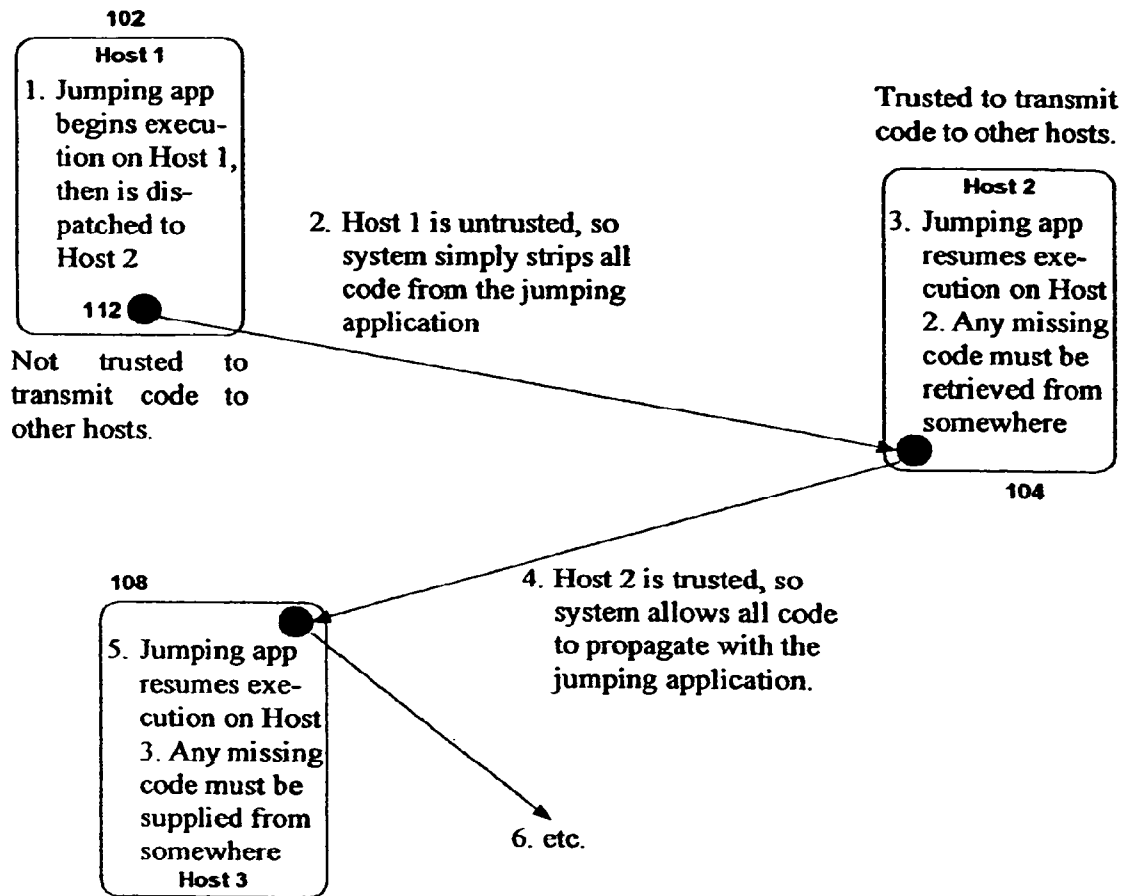 102
Host 1
1. Jumping app
begins execu-
tion on Host 1,
then is dis-
patched to
Host 2
112
Not trusted to
transmit code to
other hosts.
2. Host 1 is untrusted, so
system simply strips all
code from the jumping
application
Trusted to transmit
code to other hosts.
Host 2
3. Jumping app
resumes exe-
cution on Host
2. Any missing
code must be
retrieved from
somewhere
104
4. Host 2 is trusted, so
system allows all code
to propagate with the
jumping application.
108
5. Jumping app
resumes exe-
cution on Host
3. Any missing
code must be
supplied from
somewhere
Host 3
6. etc.